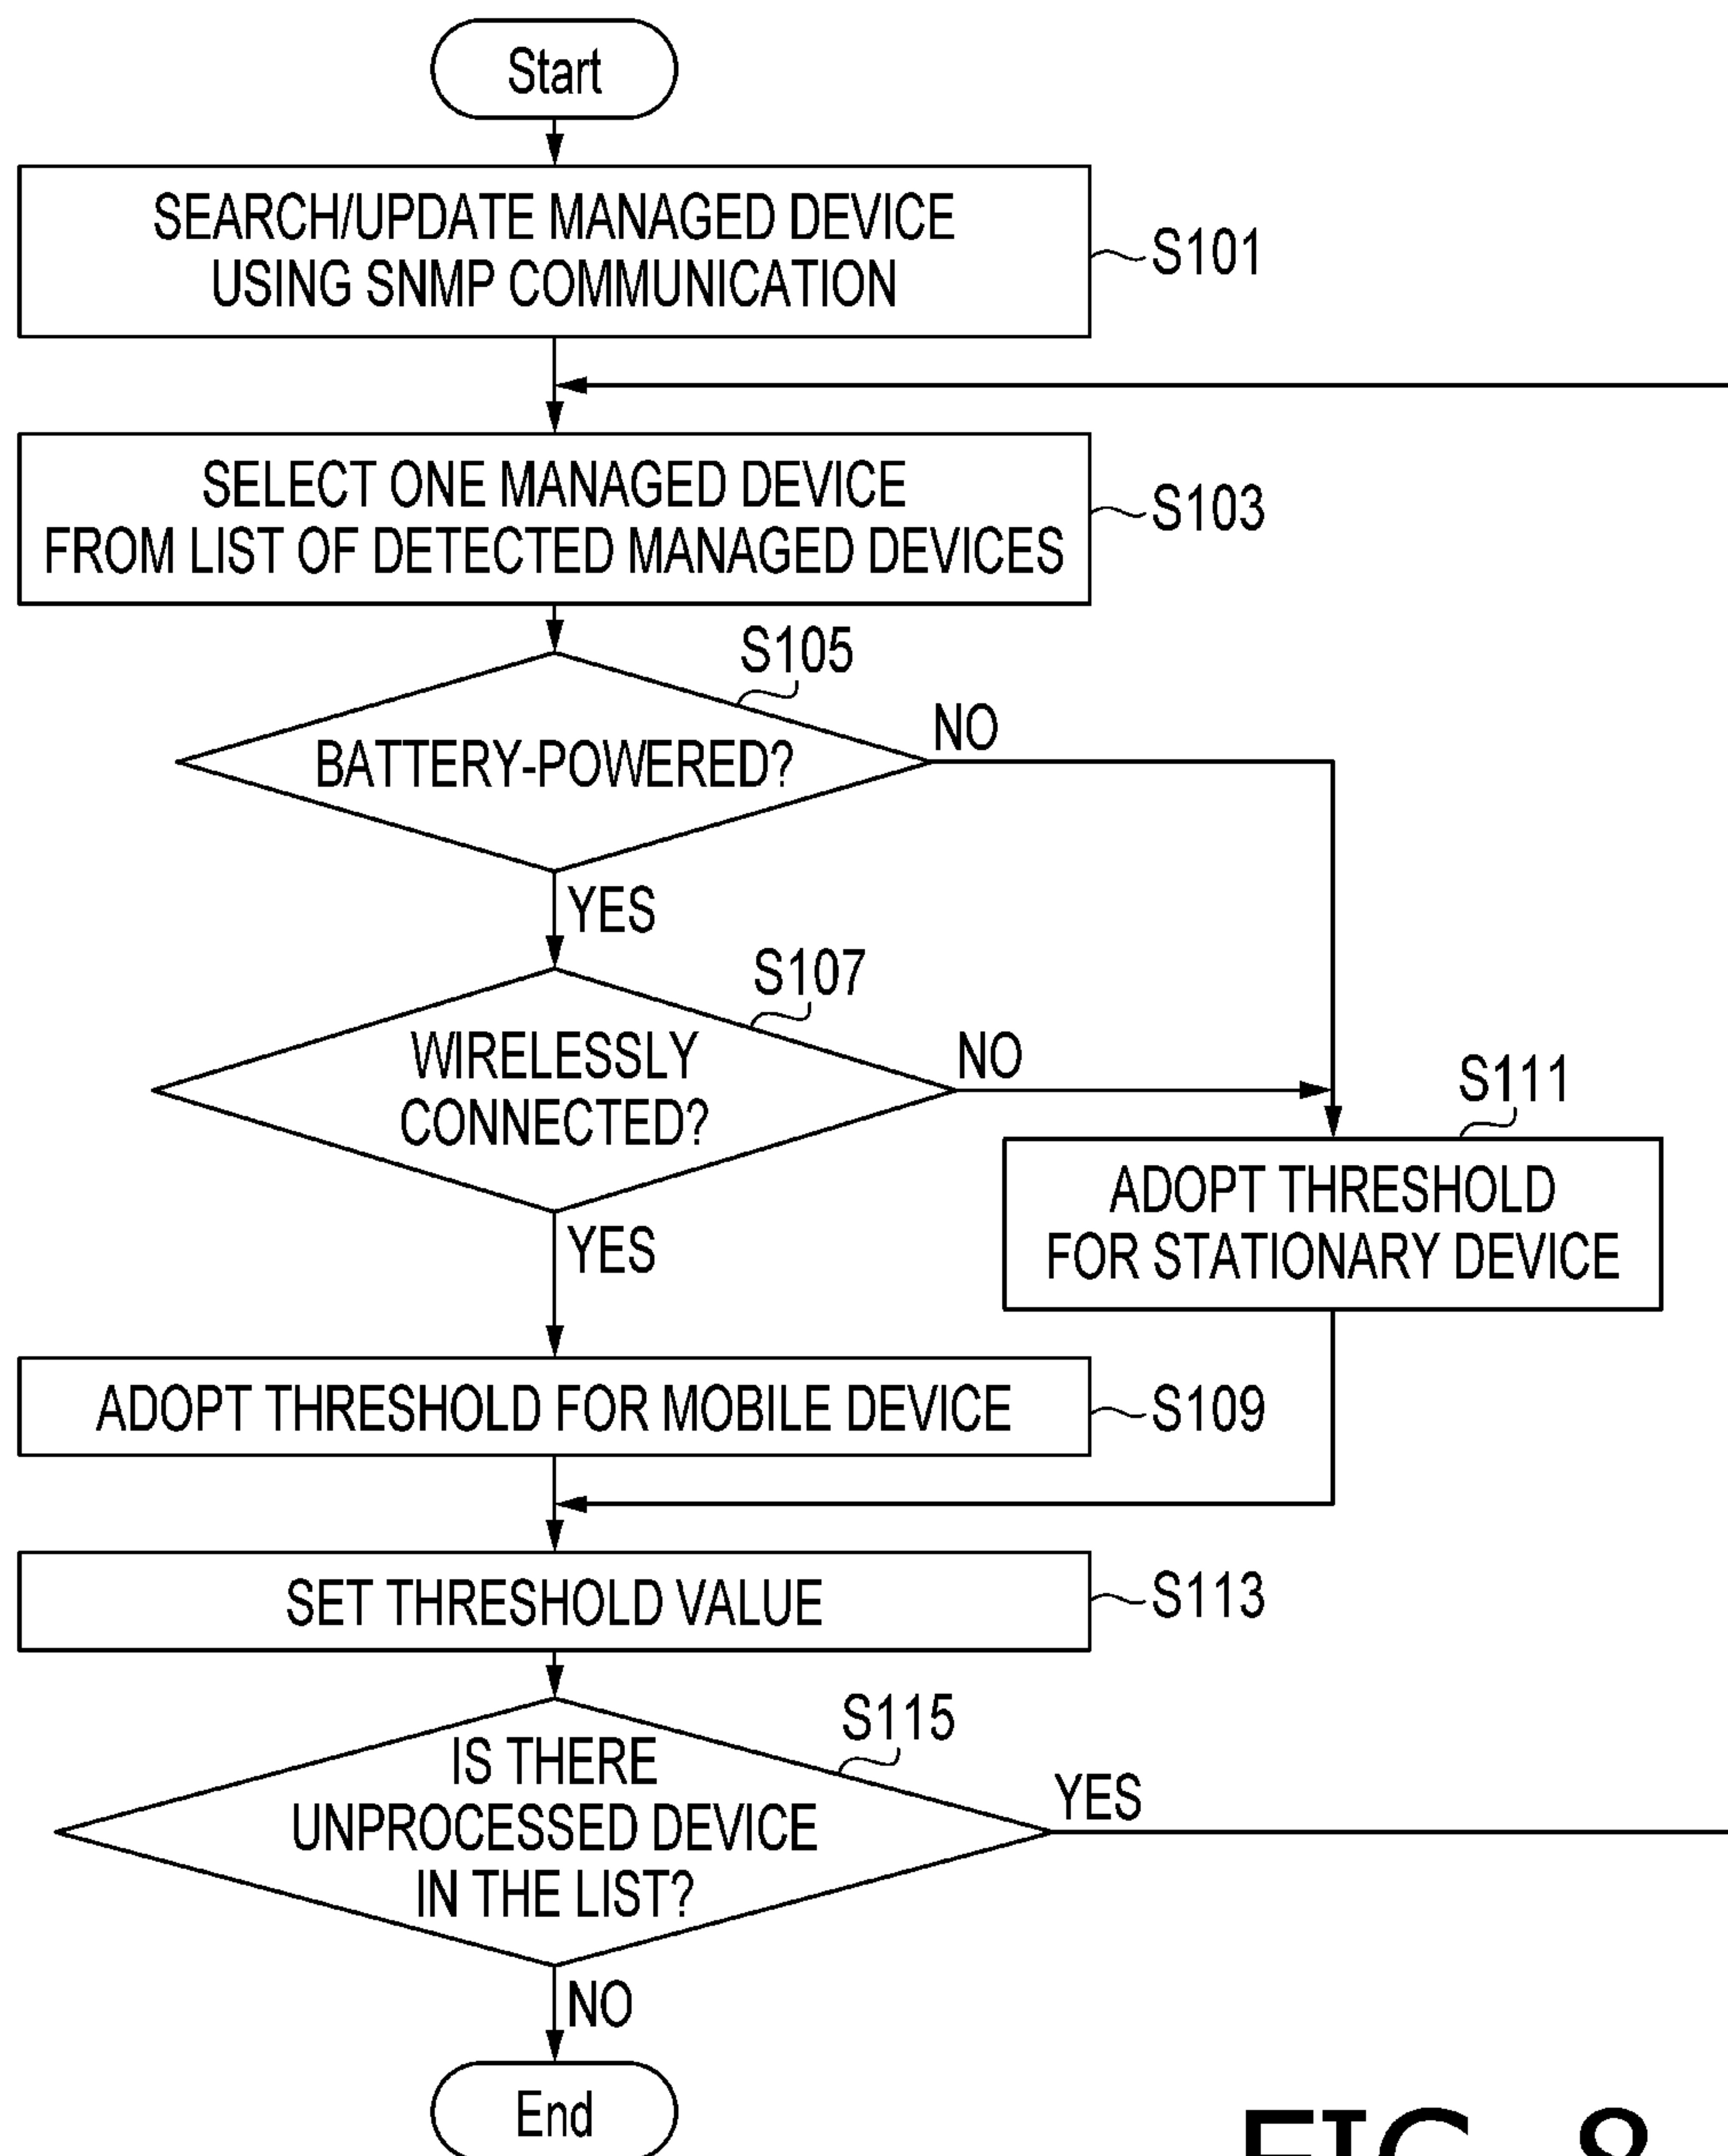 Start
SEARCH/UPDATE MANAGED DEVICE
USING SNMP COMMUNICATION
S101
SELECT ONE MANAGED DEVICE
FROM LIST OF DETECTED MANAGED DEVICES
S103
S105
BATTERY-POWERED?
NO
YES
S107
WIRELESSLY
CONNECTED?
NO
YES
S111
ADOPT THRESHOLD
FOR STATIONARY DEVICE
ADOPT THRESHOLD FOR MOBILE DEVICE
S109
SET THRESHOLD VALUE
S113
S115
IS THERE
UNPROCESSED DEVICE
IN THE LIST?
YES
NO
End
FIG. 8